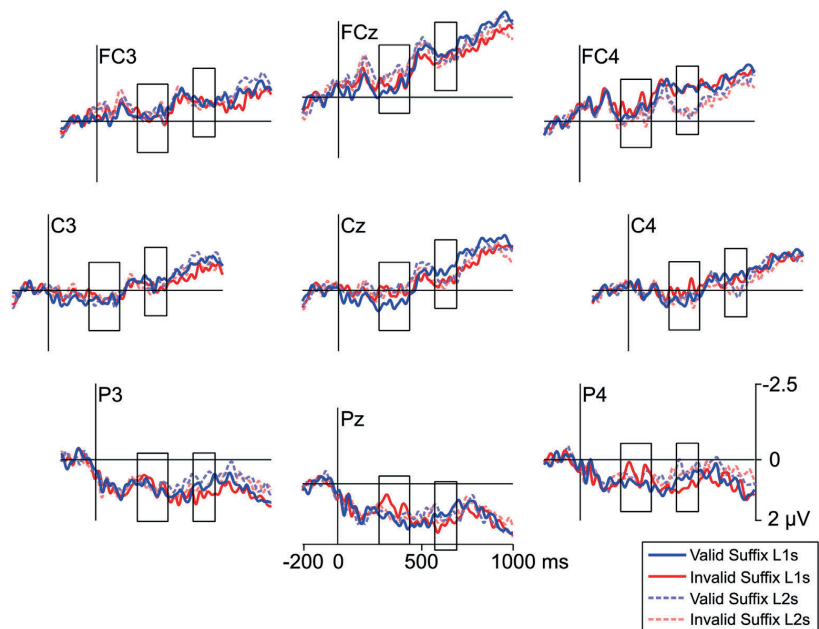 FC3
FCz
FC4
C3
Cz
C4
P3
Pz
P4
-2.5
0
2 µV
-200 0 500 1000 ms
Valid Suffix L1s
Invalid Suffix L1s
Valid Suffix L2s
Invalid Suffix L2s